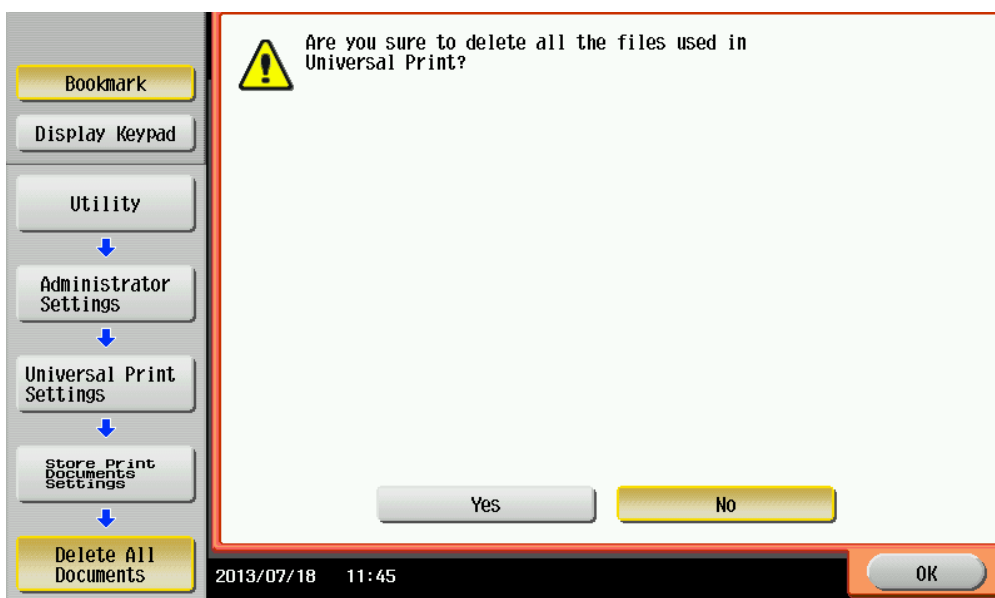 Bookmark
Display Keypad
Utility
Administrator
Settings
Universal Print
Settings
Store Print
Documents
Settings
Delete All
Documents
Are you sure to delete all the files used in
Universal Print?
Yes
No
2013/07/18 11:45
OK